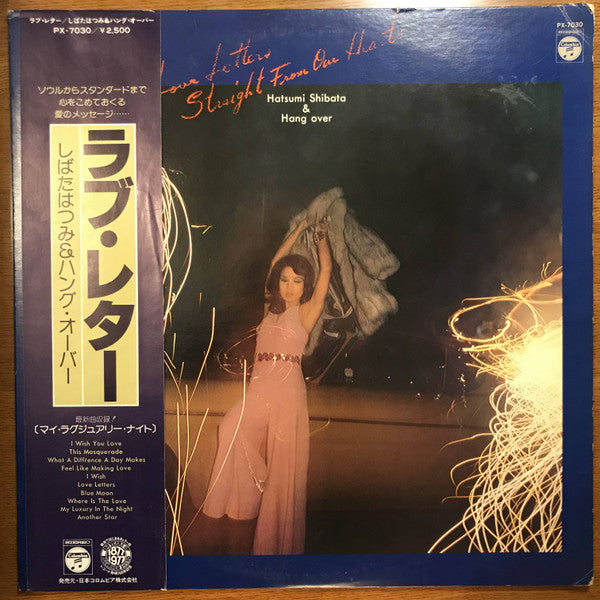 ラブ・レター/しばたはつみ&ハング・オーバー
PX-7030/¥2,500
ソウルからスタンダードまで
心をこめておくる
愛のメッセージ……
ラブ・レター
しばたはつみ&ハング・オーバー
最新曲収録!
〔マイ・ラグジュアリー・ナイト〕
I Wish You Love
This Masquerade
What A Diffrence A Day Makes
Feel Like Making Love
I Wish
Love Letters
Blue Moon
Where Is The Love
My Luxury In The Night
Another Star
Columbia
1877
1977
発売元・日本コロムビア株式会社
Love Letters
Straight From Our Heart
Hatsumi Shibata
&
Hang over
PX-7030
Columbia